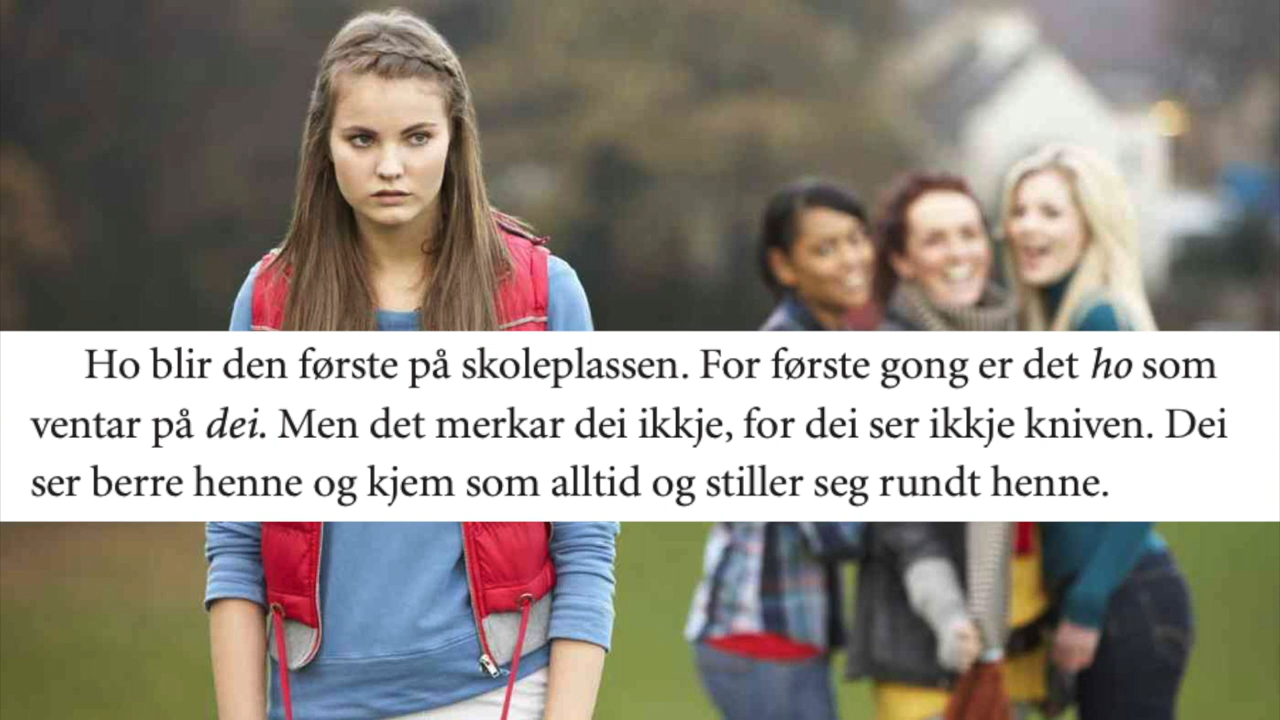 Ho blir den første på skoleplassen. For første gong er det ho som
ventar på dei. Men det merkar dei ikkje, for dei ser ikkje kniven. Dei
ser berre henne og kjem som alltid og stiller seg rundt henne.